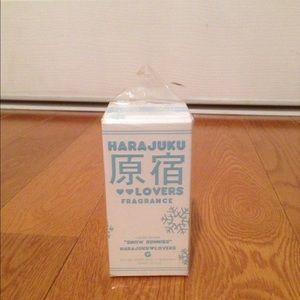 HARAJUKU
原宿
♥♥LOVERS
FRAGRANCE
"SNOW BUNNIES"
HARAJUKU♥LOVERS
G